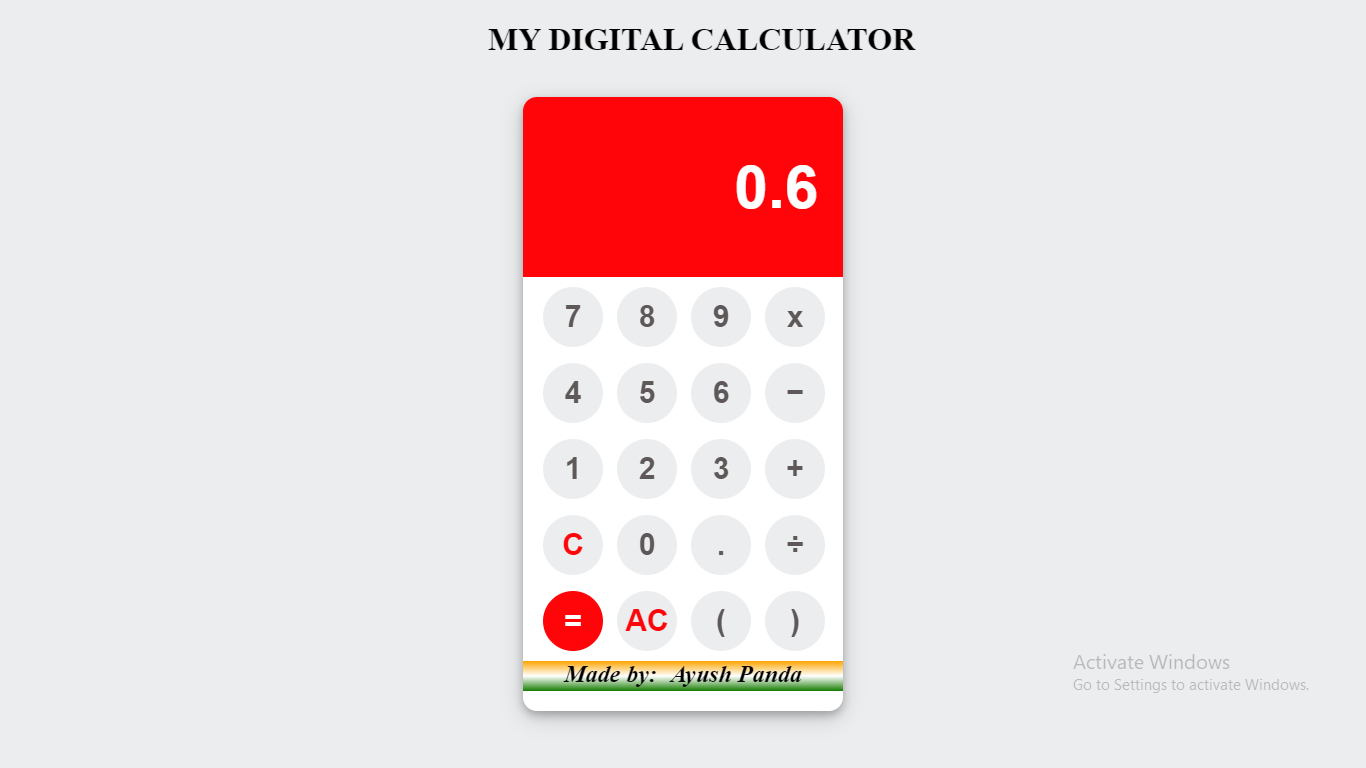 MY DIGITAL CALCULATOR
0.6
7 8 9 x
4 5 6 −
1 2 3 +
C 0 . ÷
= AC ( )
Made by: Ayush Panda
Activate Windows
Go to Settings to activate Windows.